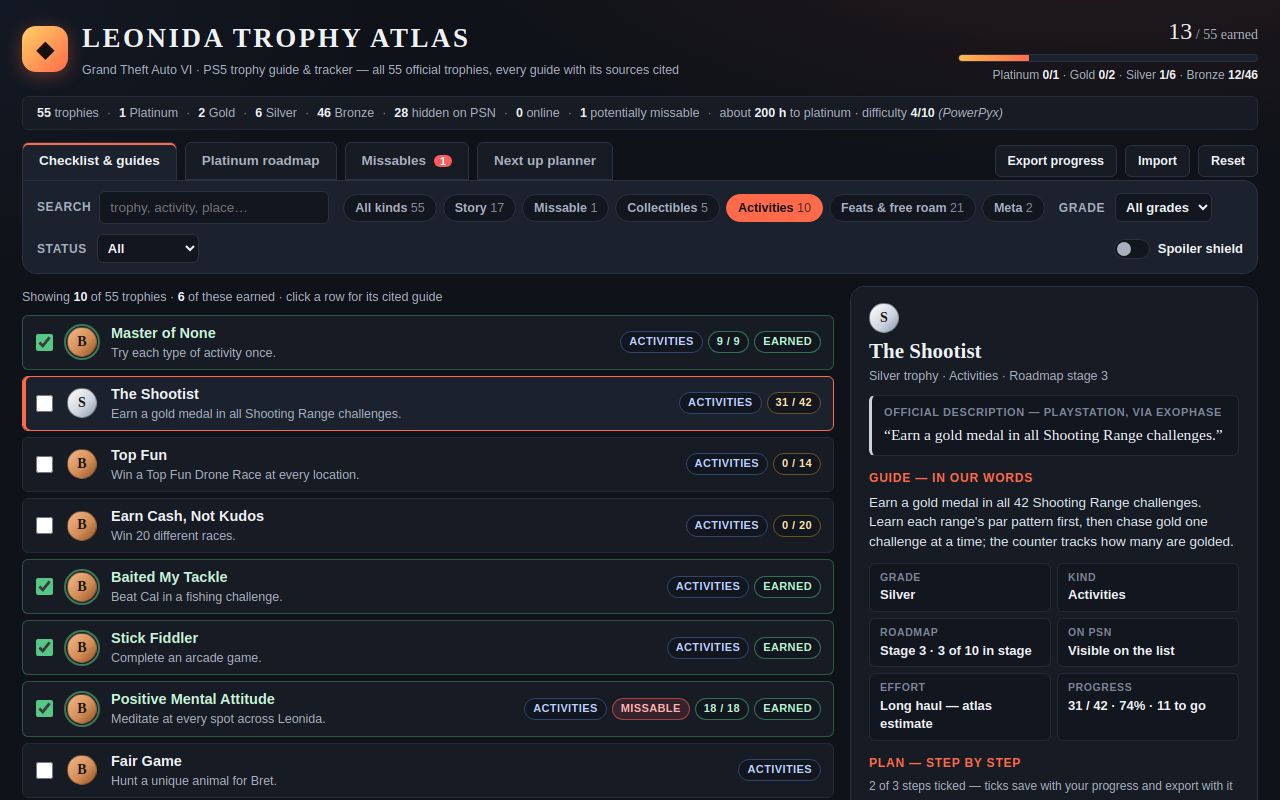 LEONIDA TROPHY ATLAS
Grand Theft Auto VI · PS5 trophy guide & tracker — all 55 official trophies, every guide with its sources cited
13 / 55 earned
Platinum 0/1 · Gold 0/2 · Silver 1/6 · Bronze 12/46
55 trophies · 1 Platinum · 2 Gold · 6 Silver · 46 Bronze · 28 hidden on PSN · 0 online · 1 potentially missable · about 200 h to platinum · difficulty 4/10 (PowerPyx)
Checklist & guides
Platinum roadmap
Missables 1
Next up planner
Export progress
Import
Reset
SEARCH trophy, activity, place…
All kinds 55
Story 17
Missable 1
Collectibles 5
Activities 10
Feats & free roam 21
Meta 2
GRADE All grades
STATUS All
Spoiler shield
Showing 10 of 55 trophies · 6 of these earned · click a row for its cited guide
B
Master of None
Try each type of activity once.
ACTIVITIES 9 / 9 EARNED
S
The Shootist
Earn a gold medal in all Shooting Range challenges.
ACTIVITIES 31 / 42
B
Top Fun
Win a Top Fun Drone Race at every location.
ACTIVITIES 0 / 14
B
Earn Cash, Not Kudos
Win 20 different races.
ACTIVITIES 0 / 20
B
Baited My Tackle
Beat Cal in a fishing challenge.
ACTIVITIES EARNED
B
Stick Fiddler
Complete an arcade game.
ACTIVITIES EARNED
B
Positive Mental Attitude
Meditate at every spot across Leonida.
ACTIVITIES MISSABLE 18 / 18 EARNED
B
Fair Game
Hunt a unique animal for Bret.
ACTIVITIES
S
The Shootist
Silver trophy · Activities · Roadmap stage 3
OFFICIAL DESCRIPTION — PLAYSTATION, VIA EXOPHASE
“Earn a gold medal in all Shooting Range challenges.”
GUIDE — IN OUR WORDS
Earn a gold medal in all 42 Shooting Range challenges.
Learn each range's par pattern first, then chase gold one
challenge at a time; the counter tracks how many are golded.
GRADE
Silver
KIND
Activities
ROADMAP
Stage 3 · 3 of 10 in stage
ON PSN
Visible on the list
EFFORT
Long haul — atlas
estimate
PROGRESS
31 / 42 · 74% · 11 to go
PLAN — STEP BY STEP
2 of 3 steps ticked — ticks save with your progress and export with it